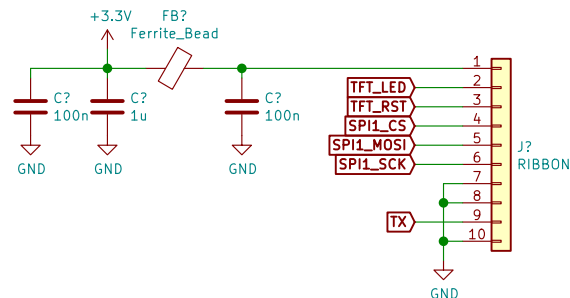 +3.3V
FB?
Ferrite_Bead
C?
100n
C?
1u
C?
100n
GND
GND
GND
1
TFT_LED 2
TFT_RST 3
SPI1_CS 4
SPI1_MOSI 5
SPI1_SCK 6
7
8
TX 9
10
J?
RIBBON
GND